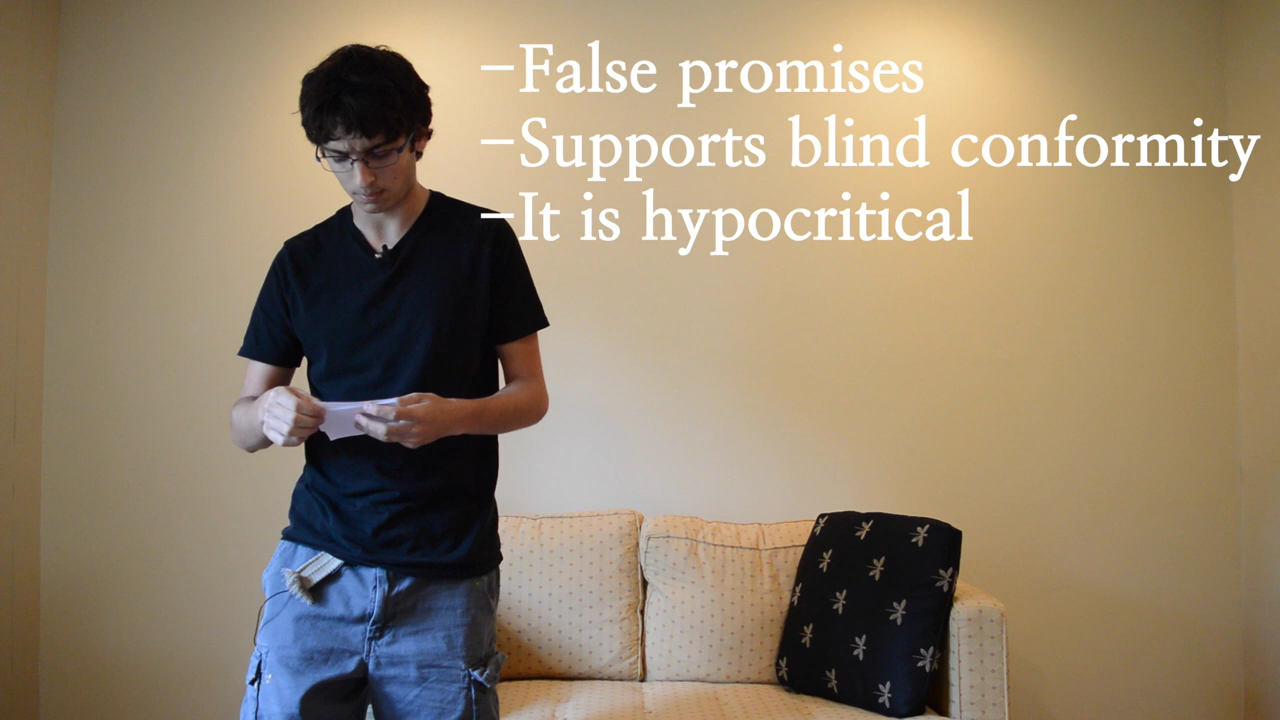 –False promises
–Supports blind conformity
–It is hypocritical